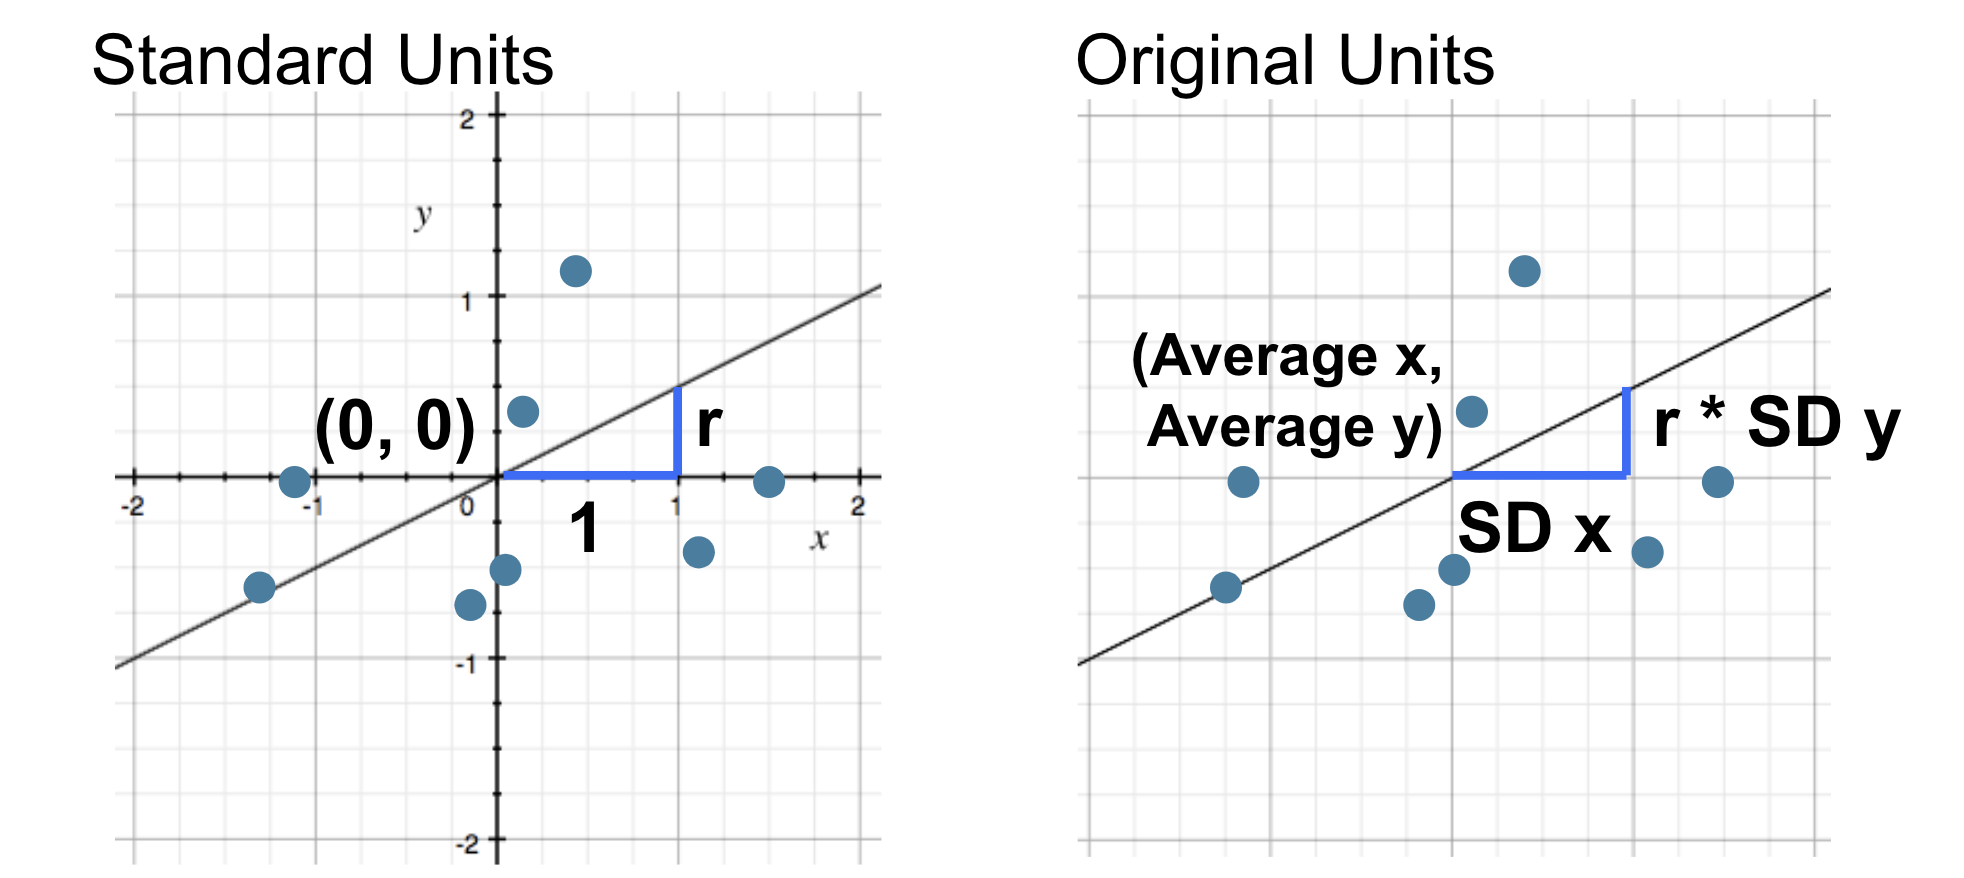 Standard Units
2
y
1
(0, 0)
r
-2
-1
0
1
2
1
x
-1
-2
Original Units
(Average x,
Average y)
r * SD y
SD x